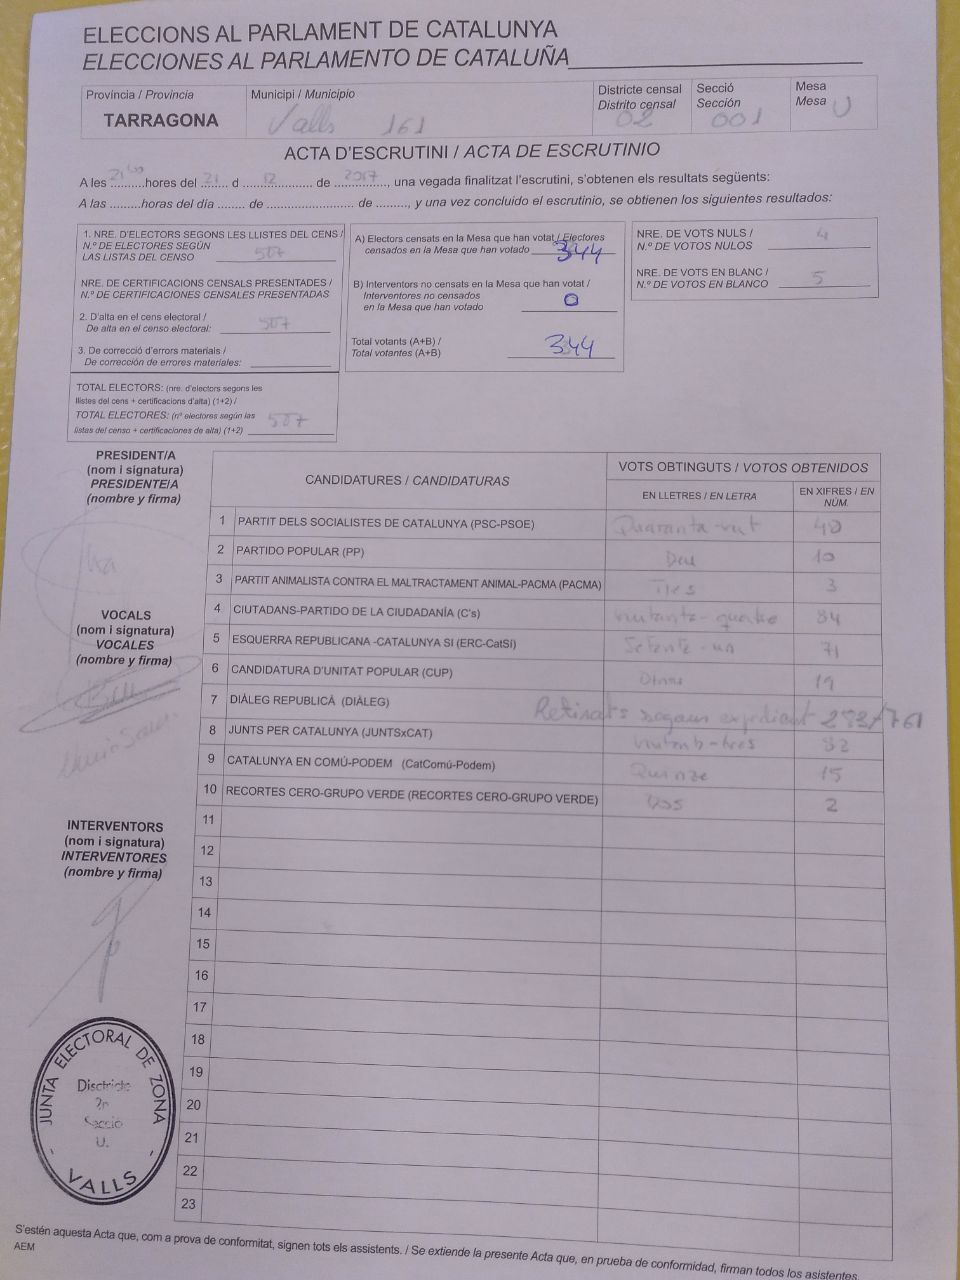 ELECCIONS AL PARLAMENT DE CATALUNYA
ELECCIONES AL PARLAMENTO DE CATALUÑA
Província / Provincia
TARRAGONA
Municipi / Municipio
Valls 161
Districte censal
Distrito censal
02
Secció
Sección
001
Mesa
Mesa U
ACTA D'ESCRUTINI / ACTA DE ESCRUTINIO
A les ..........hores del 21 d 12 de 2017, una vegada finalitzat l'escrutini, s'obtenen els resultats següents:
A las .........horas del día ....... de ....................... de ........, y una vez concluido el escrutinio, se obtienen los siguientes resultados:
1. NRE. D'ELECTORS SEGONS LES LLISTES DEL CENS /
N.º DE ELECTORES SEGÚN
LAS LISTAS DEL CENSO 507
NRE. DE CERTIFICACIONS CENSALS PRESENTADES /
N.º DE CERTIFICACIONES CENSALES PRESENTADAS
2. D'alta en el cens electoral /
De alta en el censo electoral: 507
3. De correcció d'errors materials /
De corrección de errores materiales:
TOTAL ELECTORS: (nre. d'electors segons les
llistes del cens + certificacions d'alta) (1+2) /
TOTAL ELECTORES: (nº electores según las
listas del censo + certificaciones de alta) (1+2) 507
A) Electors censats en la Mesa que han votat / Electores
censados en la Mesa que han votado 344
B) Interventors no censats en la Mesa que han votat /
Interventores no censados
en la Mesa que han votado 0
Total votants (A+B) /
Total votantes (A+B) 344
NRE. DE VOTS NULS /
N.º DE VOTOS NULOS 4
NRE. DE VOTS EN BLANC /
N.º DE VOTOS EN BLANCO 5
PRESIDENT/A
(nom i signatura)
PRESIDENTE/A
(nombre y firma)
VOCALS
(nom i signatura)
VOCALES
(nombre y firma)
INTERVENTORS
(nom i signatura)
INTERVENTORES
(nombre y firma)
CANDIDATURES / CANDIDATURAS
VOTS OBTINGUTS / VOTOS OBTENIDOS
EN LLETRES / EN LETRA
EN XIFRES / EN NÚM.
1 PARTIT DELS SOCIALISTES DE CATALUNYA (PSC-PSOE) Quaranta-vuit 48
2 PARTIDO POPULAR (PP) Deu 10
3 PARTIT ANIMALISTA CONTRA EL MALTRACTAMENT ANIMAL-PACMA (PACMA) Tres 3
4 CIUTADANS-PARTIDO DE LA CIUDADANÍA (C's) 84
5 ESQUERRA REPUBLICANA -CATALUNYA SÍ (ERC-CatSí) Setenta-un 71
6 CANDIDATURA D'UNITAT POPULAR (CUP) 19
7 DIÀLEG REPUBLICÀ (DIÀLEG) Retirats segons expedient 293/761
8 JUNTS PER CATALUNYA (JUNTSxCAT)
9 CATALUNYA EN COMÚ-PODEM (CatComú-Podem) Quinze 15
10 RECORTES CERO-GRUPO VERDE (RECORTES CERO-GRUPO VERDE) Dos 2
11
12
13
14
15
16
17
18
19
20
21
22
23
JUNTA ELECTORAL DE ZONA
Districte
2n
Secció
U.
- VALLS -
S'estén aquesta Acta que, com a prova de conformitat, signen tots els assistents. / Se extiende la presente Acta que, en prueba de conformidad, firman todos los asistentes.
AEM